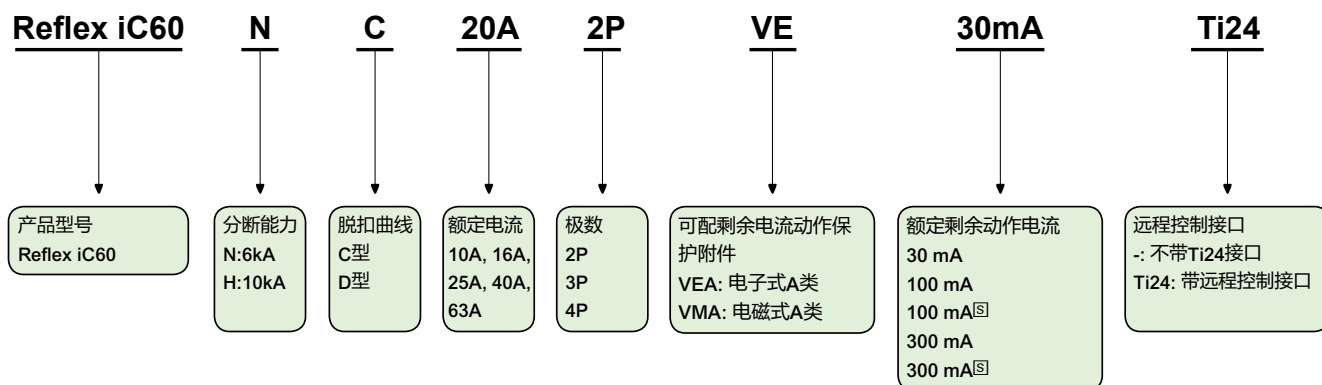 Reflex iC60 N C 20A 2P VE 30mA Ti24
产品型号
Reflex iC60
分断能力
N:6kA
H:10kA
脱扣曲线
C型
D型
额定电流
10A, 16A,
25A, 40A,
63A
极数
2P
3P
4P
可配剩余电流动作保
护附件
VEA: 电子式A类
VMA: 电磁式A类
额定剩余动作电流
30 mA
100 mA
100 mA🅂
300 mA
300 mA🅂
远程控制接口
-: 不带Ti24接口
Ti24: 带远程控制接口